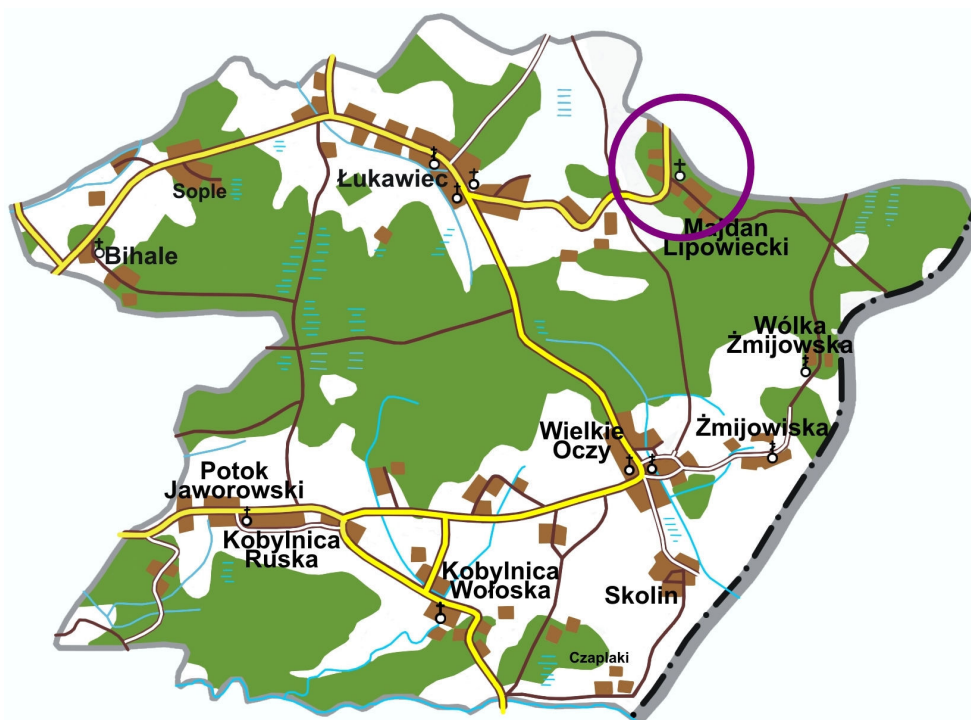 Łukawiec
Sople
Bihale
Majdan
Lipowiecki
Wólka
Żmijowska
Żmijowiska
Wielkie
Oczy
Potok
Jaworowski
Kobylnica
Ruska
Kobylnica
Wołoska
Skolin
Czaplaki